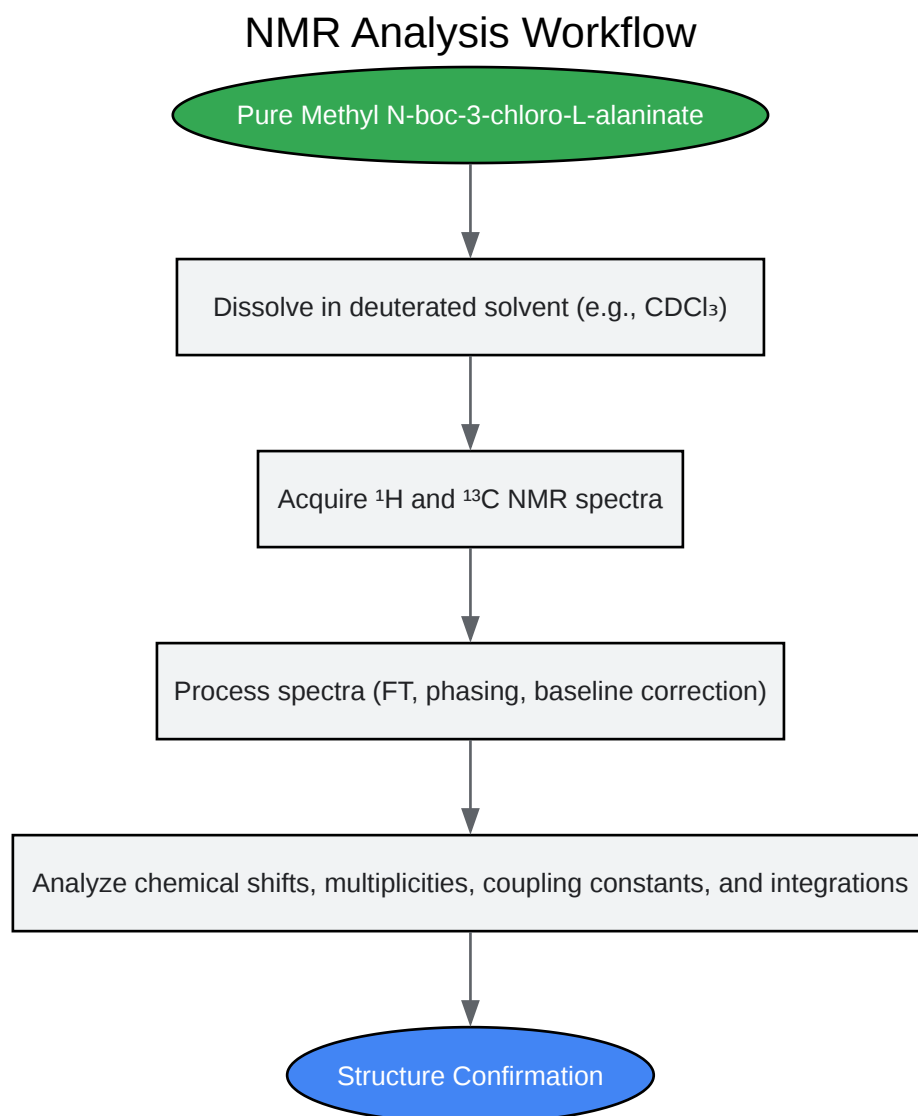 NMR Analysis Workflow
Pure Methyl N-boc-3-chloro-L-alaninate
Dissolve in deuterated solvent (e.g., CDCl₃)
Acquire ¹H and ¹³C NMR spectra
Process spectra (FT, phasing, baseline correction)
Analyze chemical shifts, multiplicities, coupling constants, and integrations
Structure Confirmation